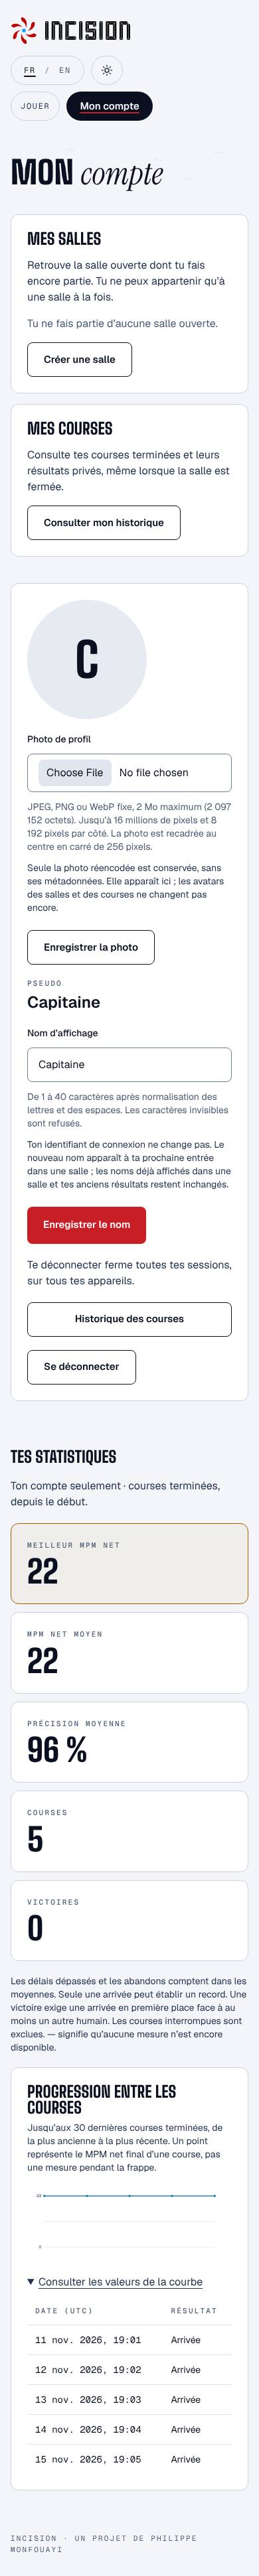 INCISION
FR / EN
JOUER
Mon compte
MON compte
MES SALLES
Retrouve la salle ouverte dont tu fais
encore partie. Tu ne peux appartenir qu’à
une salle à la fois.
Tu ne fais partie d’aucune salle ouverte.
Créer une salle
MES COURSES
Consulte tes courses terminées et leurs
résultats privés, même lorsque la salle est
fermée.
Consulter mon historique
C
Photo de profil
Choose File No file chosen
JPEG, PNG ou WebP fixe, 2 Mo maximum (2 097
152 octets). Jusqu’à 16 millions de pixels et 8
192 pixels par côté. La photo est recadrée au
centre en carré de 256 pixels.
Seule la photo réencodée est conservée, sans
ses métadonnées. Elle apparaît ici ; les avatars
des salles et des courses ne changent pas
encore.
Enregistrer la photo
PSEUDO
Capitaine
Nom d’affichage
Capitaine
De 1 à 40 caractères après normalisation des
lettres et des espaces. Les caractères invisibles
sont refusés.
Ton identifiant de connexion ne change pas. Le
nouveau nom apparaît à ta prochaine entrée
dans une salle ; les noms déjà affichés dans une
salle et tes anciens résultats restent inchangés.
Enregistrer le nom
Te déconnecter ferme toutes tes sessions,
sur tous tes appareils.
Historique des courses
Se déconnecter
TES STATISTIQUES
Ton compte seulement · courses terminées,
depuis le début.
MEILLEUR MPM NET
22
MPM NET MOYEN
22
PRÉCISION MOYENNE
96 %
COURSES
5
VICTOIRES
0
Les délais dépassés et les abandons comptent dans les
moyennes. Seule une arrivée peut établir un record. Une
victoire exige une arrivée en première place face à au
moins un autre humain. Les courses interrompues sont
exclues. — signifie qu’aucune mesure n’est encore
disponible.
PROGRESSION ENTRE LES
COURSES
Jusqu’aux 30 dernières courses terminées, de
la plus ancienne à la plus récente. Un point
représente le MPM net final d’une course, pas
une mesure pendant la frappe.
22
0
▼ Consulter les valeurs de la courbe
DATE (UTC) RÉSULTAT
11 nov. 2026, 19:01 Arrivée
12 nov. 2026, 19:02 Arrivée
13 nov. 2026, 19:03 Arrivée
14 nov. 2026, 19:04 Arrivée
15 nov. 2026, 19:05 Arrivée
INCISION · UN PROJET DE PHILIPPE
MONFOUAYI